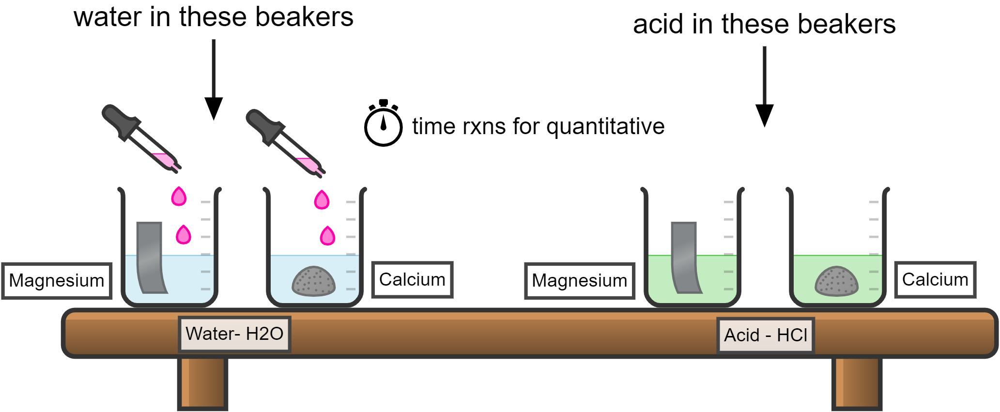 water in these beakers
acid in these beakers
time rxns for quantitative
Magnesium
Calcium
Magnesium
Calcium
Water- H2O
Acid - HCl